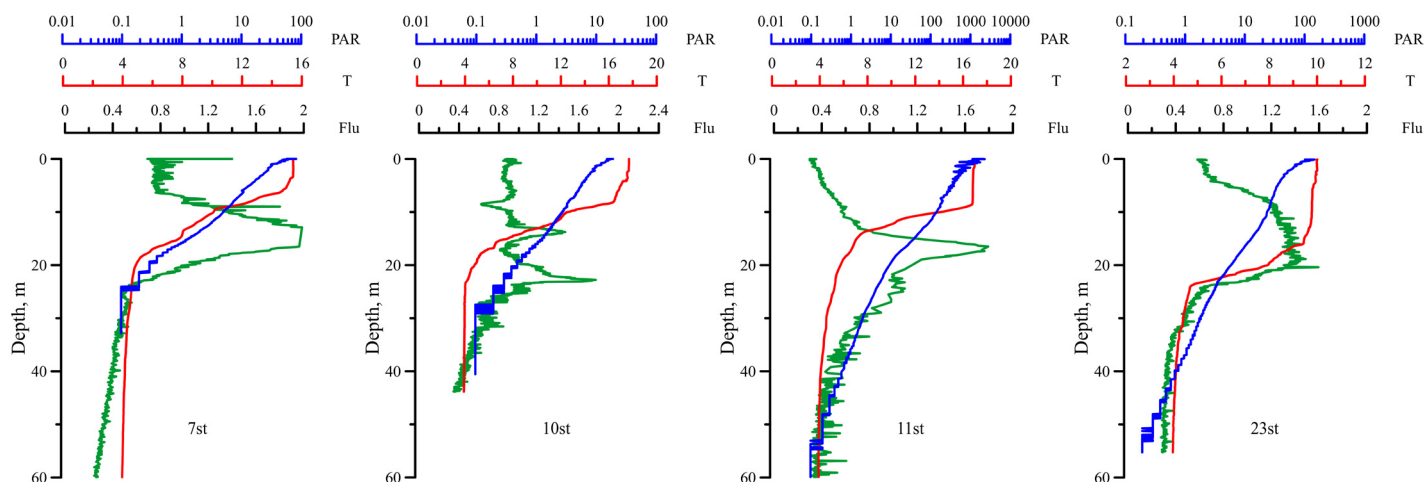 0.01 0.1 1 10 100
PAR
0 4 8 12 16
T
0 0.4 0.8 1.2 1.6 2
Flu
0
20
40
60
Depth, m
7st
0.01 0.1 1 10 100
PAR
0 4 8 12 16 20
T
0 0.4 0.8 1.2 1.6 2 2.4
Flu
0
20
40
60
Depth, m
10st
0.01 0.1 1 10 100 1000 10000
PAR
0 4 8 12 16 20
T
0 0.4 0.8 1.2 1.6 2
Flu
0
20
40
60
Depth, m
11st
0.1 1 10 100 1000
PAR
2 4 6 8 10 12
T
0 0.4 0.8 1.2 1.6 2
Flu
0
20
40
60
Depth, m
23st